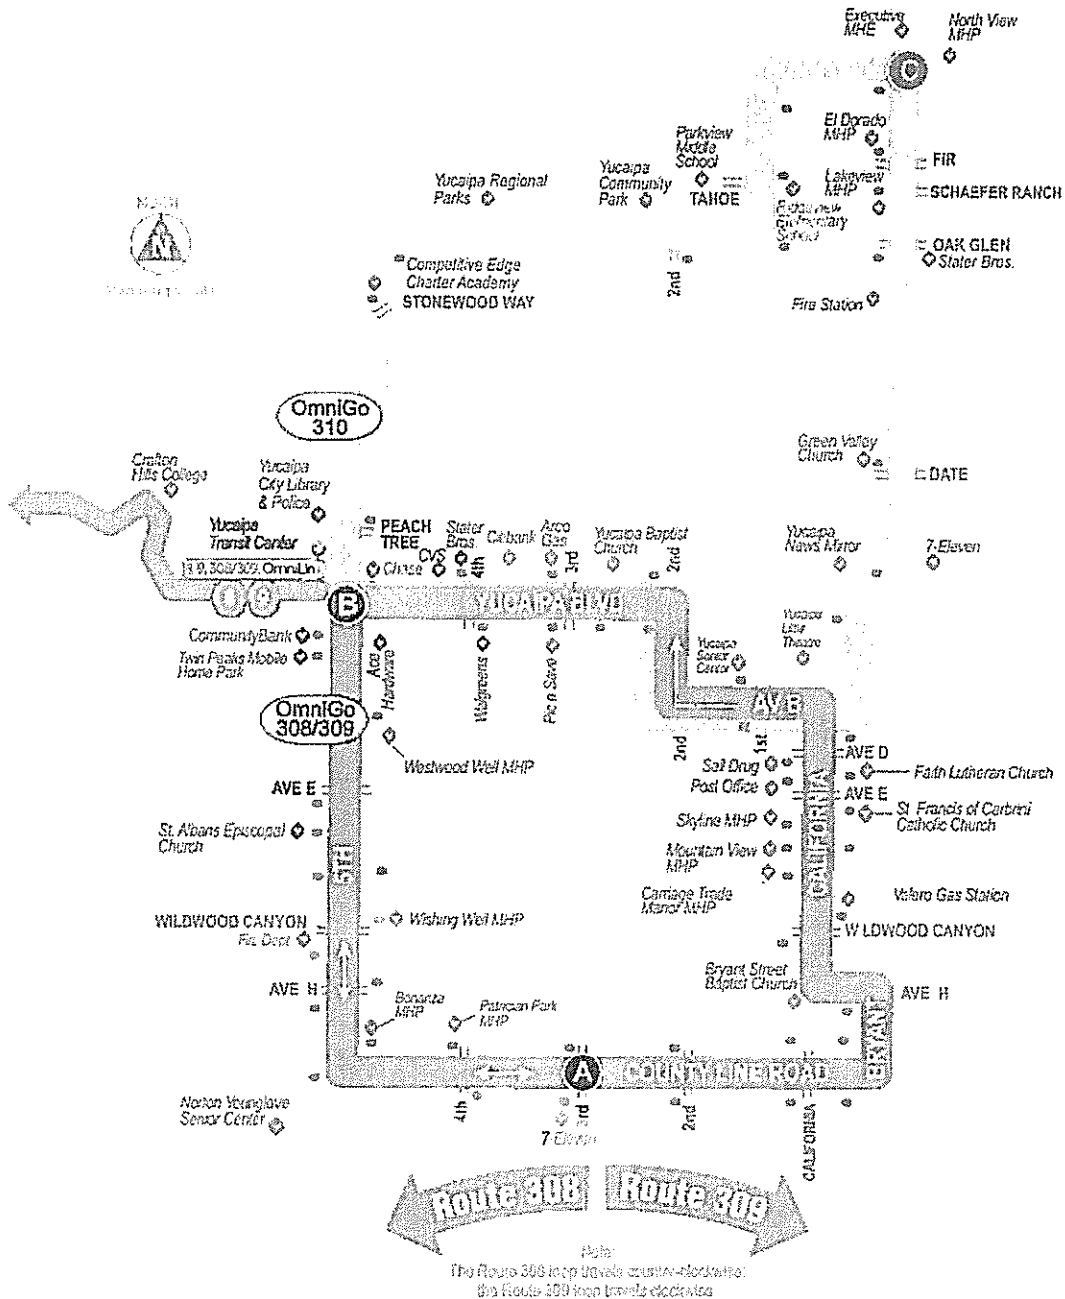 Executive
MHE
North View
MHP
C
El Dorado
MHP
FIR
Parkview
Middle
School
Yucaipa
Community
Park
TAHOE
Lakeview
MHP
SCHAEFER RANCH
Yucaipa Regional
Parks
Elementary
School
OAK GLEN
Stater Bros.
N
2nd
Competitive Edge
Charter Academy
STONEWOOD WAY
Fire Station
OmniGo
310
Green Valley
Church
DATE
Crafton
Hills College
Yucaipa
City Library
& Police
Yucaipa
Transit Center
PEACH
TREE
CVS
Chase
Stater
Bros.
4th
Citibank
Arco
Gas
3rd
Yucaipa Baptist
Church
2nd
Yucaipa
News Mirror
7-Eleven
B
YUCAIPA BLVD
CommunityBank
Twin Peaks Mobile
Home Park
Ace
Hardware
Walgreens
Pic n Save
Yucaipa
Senior
Center
Yucaipa
Little
Theatre
OmniGo
308/309
AV B
2nd
1st
Westwood Well MHP
AVE D
Sall Drug
Faith Lutheran Church
AVE E
Post Office
AVE E
St. Albans Episcopal
Church
Skyline MHP
St Francis of Carbrini
Catholic Church
Mountain View
MHP
5TH
CALIFORNIA
Carriage Trade
Manor MHP
Valero Gas Station
WILDWOOD CANYON
Fire Dept
Wishing Well MHP
W LDWOOD CANYON
Bryant Street
Baptist Church
AVE H
AVE H
Bonanza
MHP
Patrician Park
MHP
BRYANT
A
COUNTY LINE ROAD
Norton Younglove
Senior Center
4th
3rd
2nd
CALIFORNIA
7-Eleven
Route 308
Route 309
Note:
The Route 308 loop travels counter-clockwise;
the Route 309 loop travels clockwise